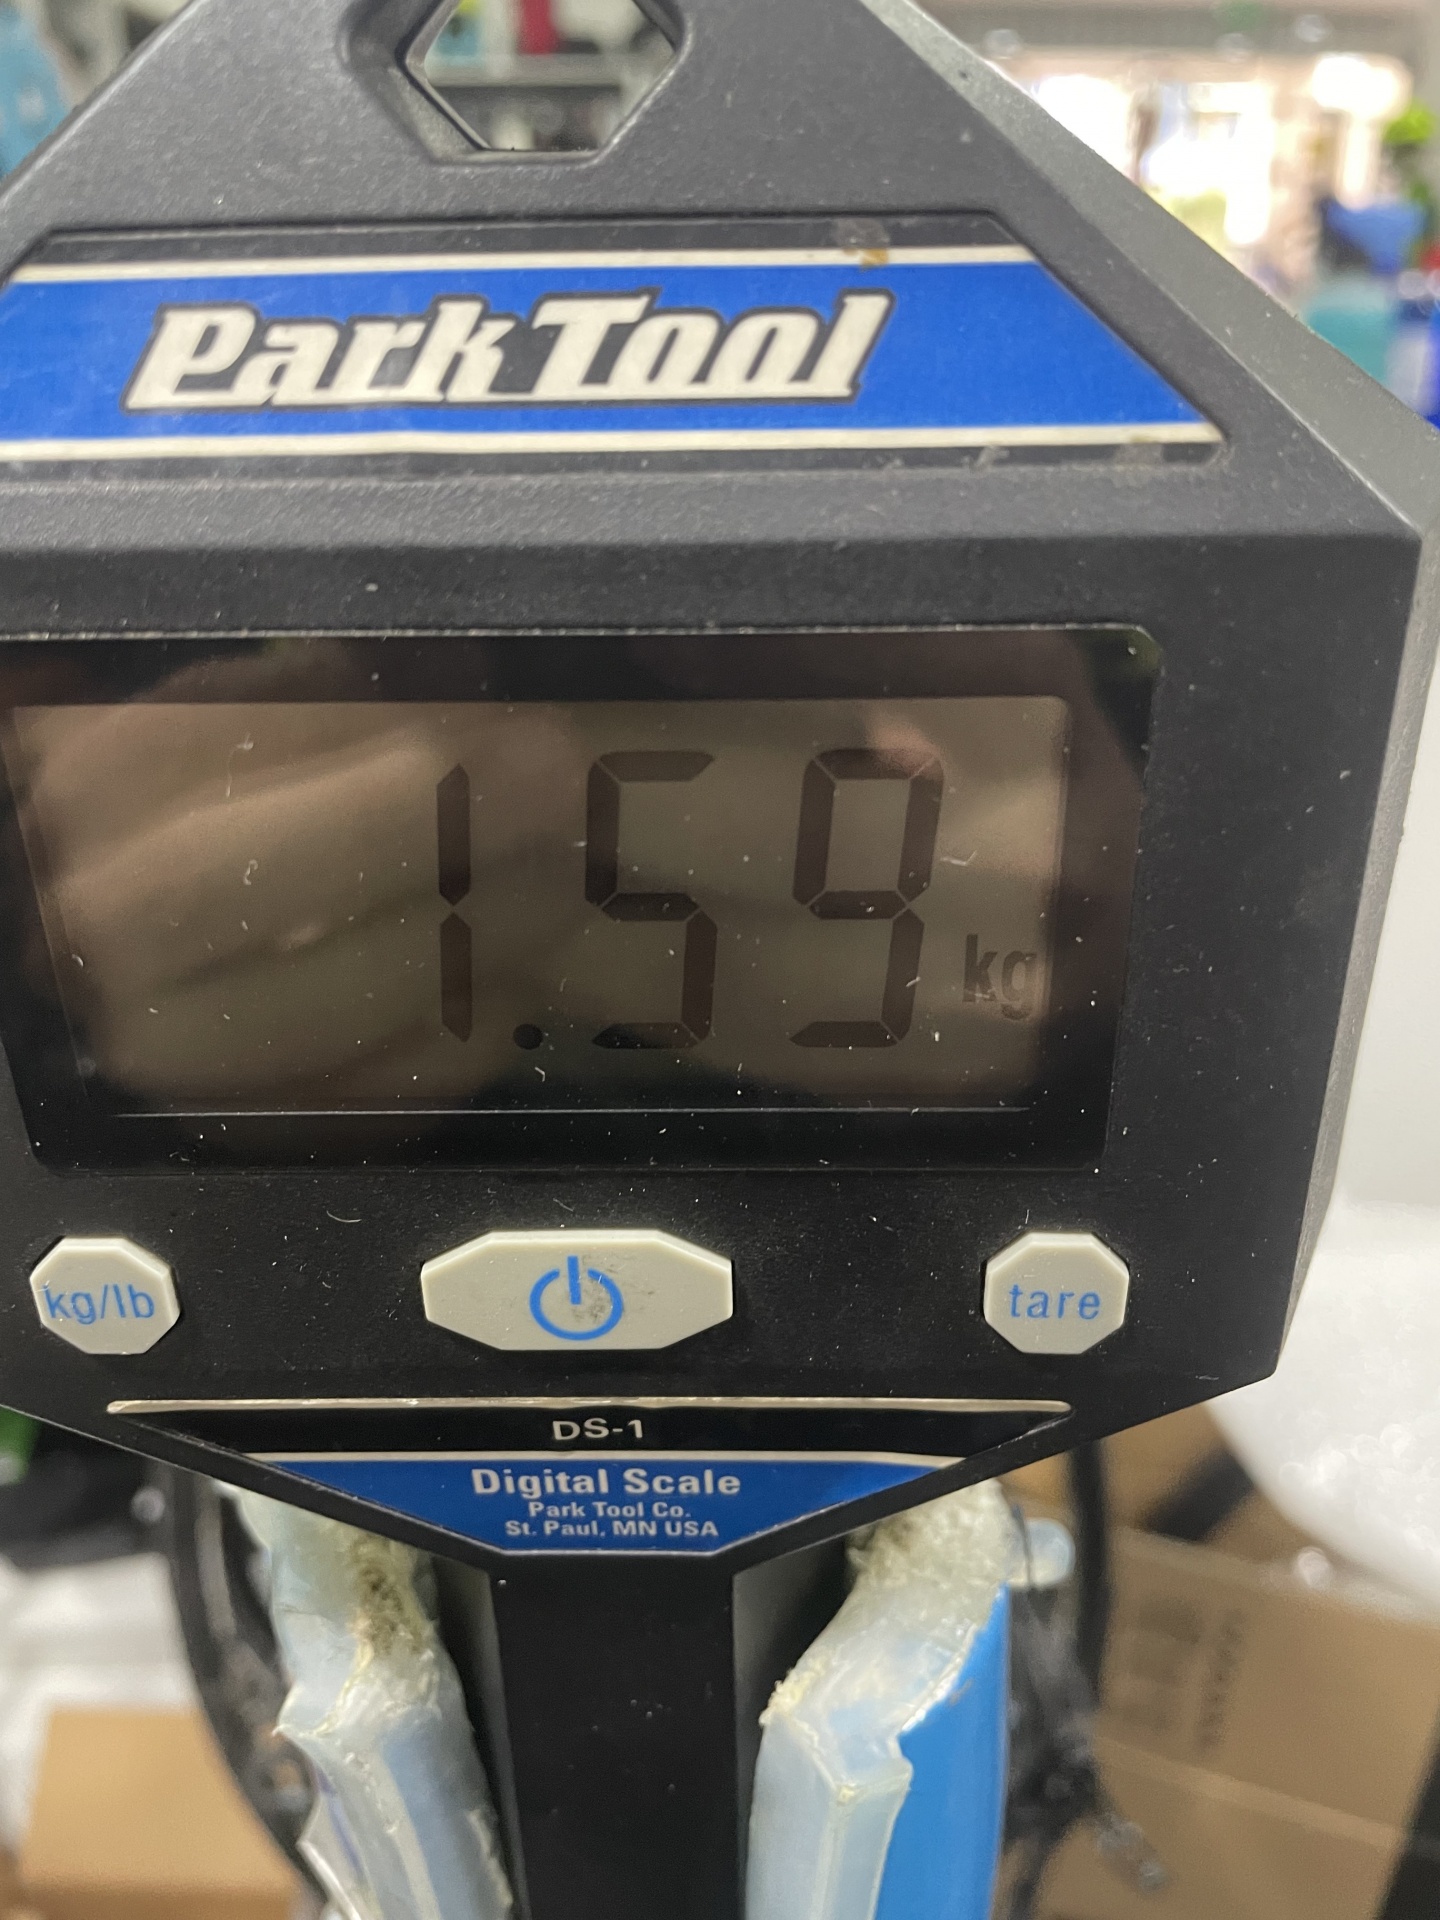 Park Tool
1.59 kg
kg/lb
tare
DS-1
Digital Scale
Park Tool Co.
St. Paul, MN USA